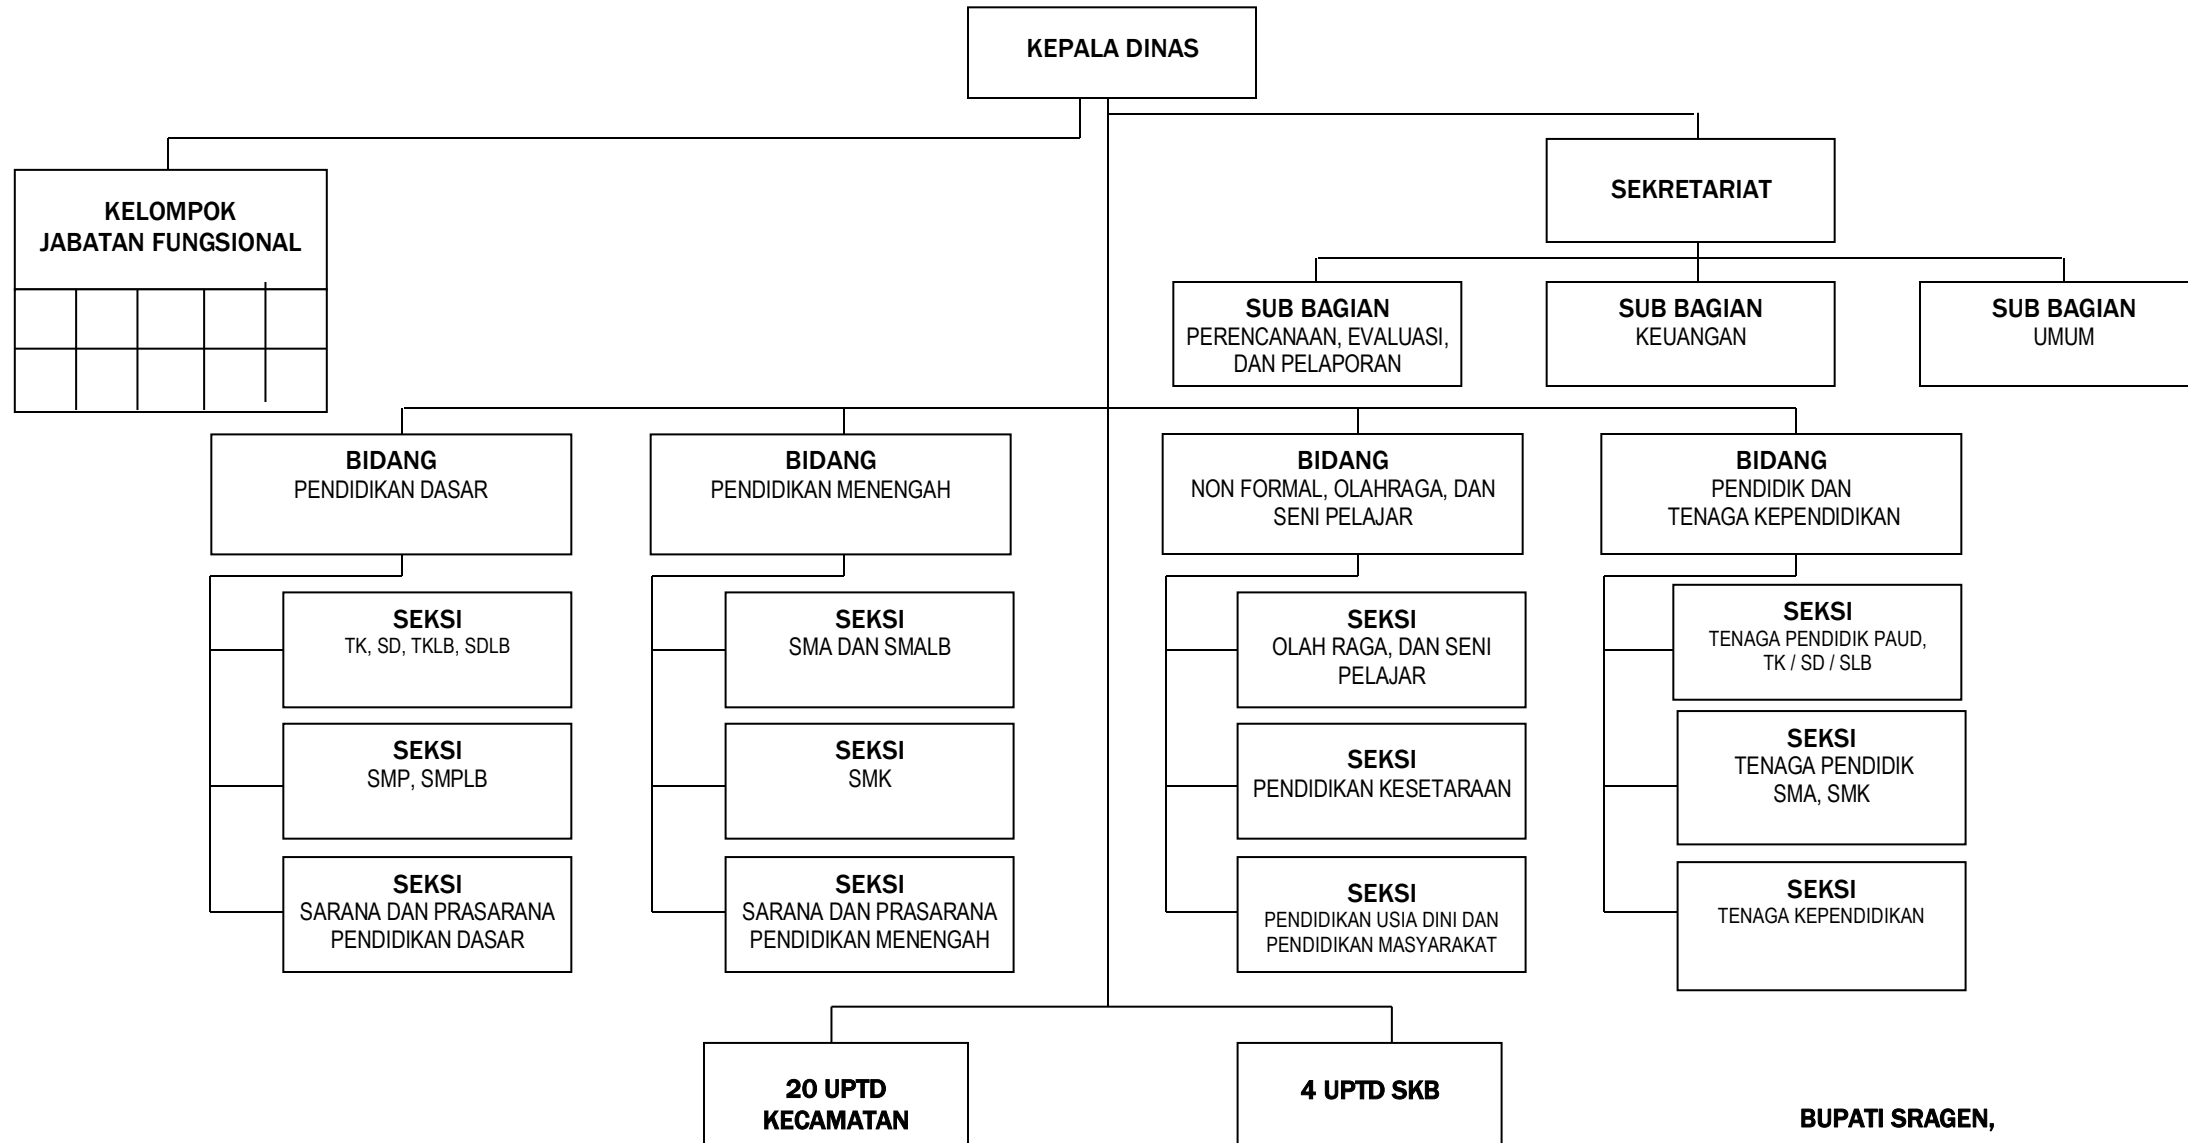 KEPALA DINAS
KELOMPOK
JABATAN FUNGSIONAL
SEKRETARIAT
SUB BAGIAN
PERENCANAAN, EVALUASI,
DAN PELAPORAN
SUB BAGIAN
KEUANGAN
SUB BAGIAN
UMUM
BIDANG
PENDIDIKAN DASAR
BIDANG
PENDIDIKAN MENENGAH
BIDANG
NON FORMAL, OLAHRAGA, DAN
SENI PELAJAR
BIDANG
PENDIDIK DAN
TENAGA KEPENDIDIKAN
SEKSI
TK, SD, TKLB, SDLB
SEKSI
SMP, SMPLB
SEKSI
SARANA DAN PRASARANA
PENDIDIKAN DASAR
SEKSI
SMA DAN SMALB
SEKSI
SMK
SEKSI
SARANA DAN PRASARANA
PENDIDIKAN MENENGAH
SEKSI
OLAH RAGA, DAN SENI
PELAJAR
SEKSI
PENDIDIKAN KESETARAAN
SEKSI
PENDIDIKAN USIA DINI DAN
PENDIDIKAN MASYARAKAT
SEKSI
TENAGA PENDIDIK PAUD,
TK / SD / SLB
SEKSI
TENAGA PENDIDIK
SMA, SMK
SEKSI
TENAGA KEPENDIDIKAN
20 UPTD
KECAMATAN
4 UPTD SKB
BUPATI SRAGEN,